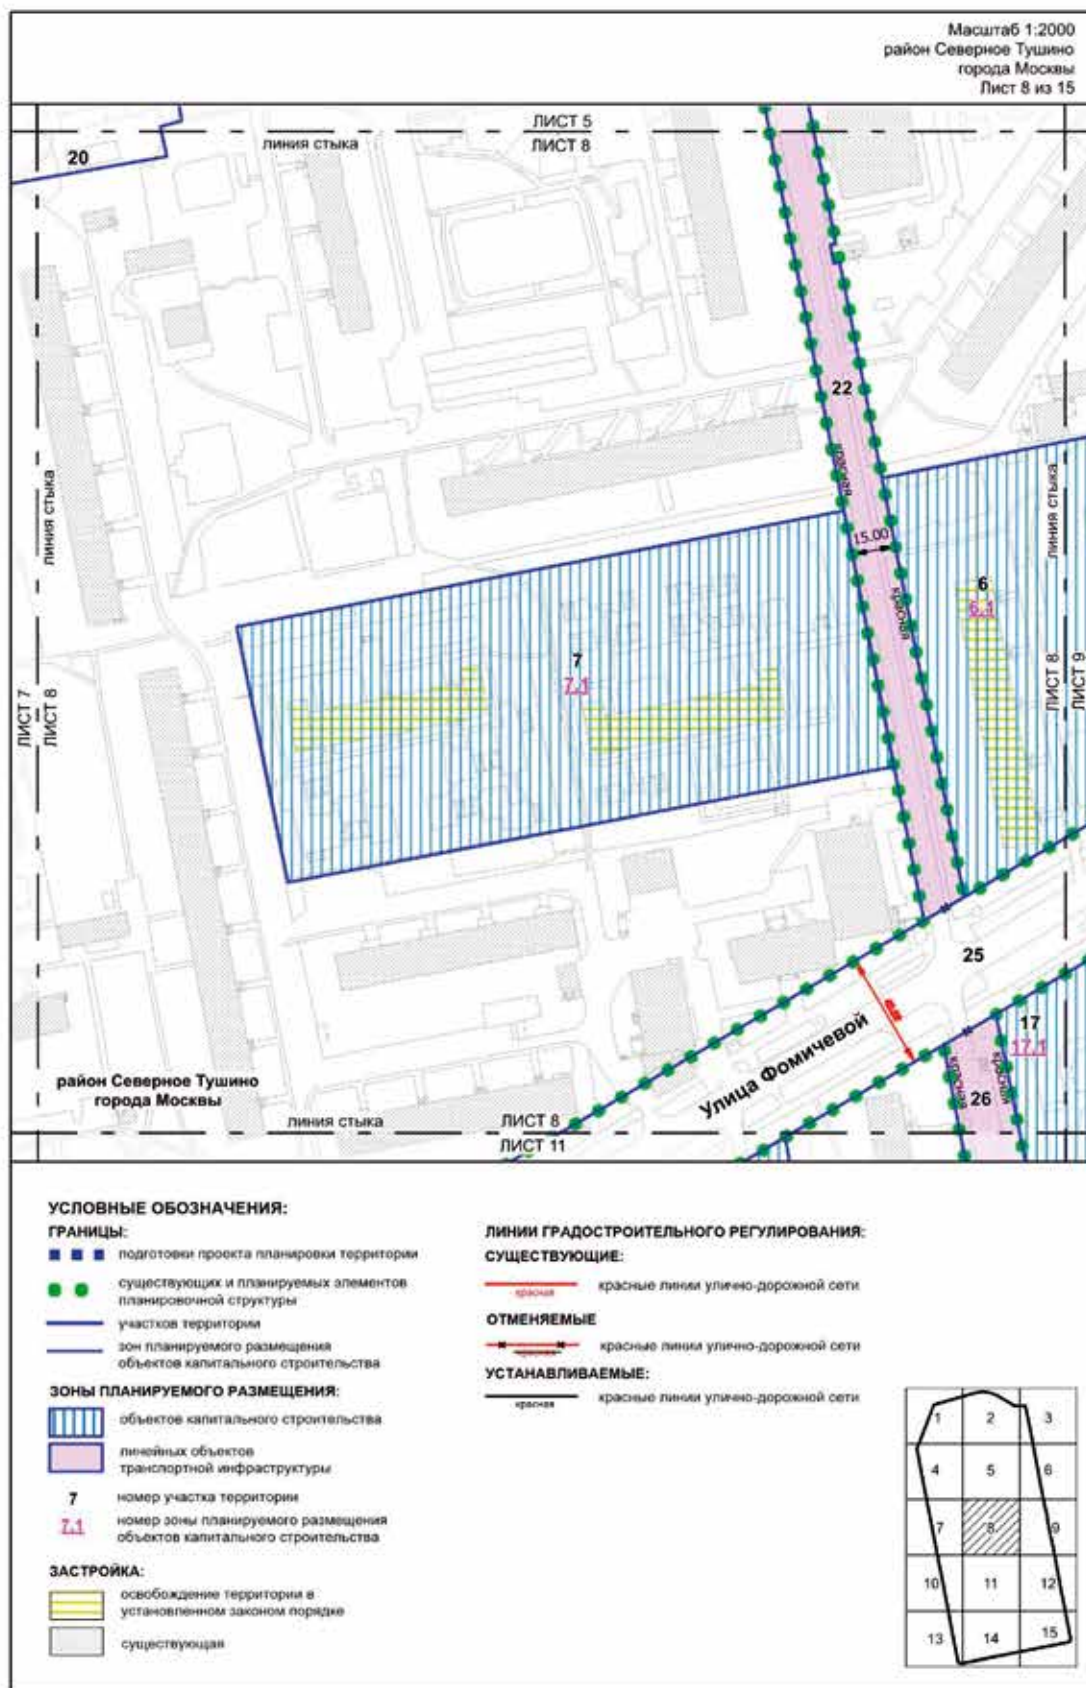 Масштаб 1:2000
район Северное Тушино
города Москвы
Лист 8 из 15
ЛИСТ 5
линия стыка
ЛИСТ 8
20
22
красная
линия стыка
линия стыка
15.00
6
6.1
красная
7
7.1
ЛИСТ 7
ЛИСТ 8
ЛИСТ 8
ЛИСТ 9
25
17
17.1
Улица Фомичевой
красная
красная
26
район Северное Тушино
города Москвы
линия стыка
ЛИСТ 8
ЛИСТ 11
УСЛОВНЫЕ ОБОЗНАЧЕНИЯ:
ГРАНИЦЫ:
подготовки проекта планировки территории
существующих и планируемых элементов
планировочной структуры
участков территории
зон планируемого размещения
объектов капитального строительства
ЗОНЫ ПЛАНИРУЕМОГО РАЗМЕЩЕНИЯ:
объектов капитального строительства
линейных объектов
транспортной инфраструктуры
7 номер участка территории
7.1 номер зоны планируемого размещения
объектов капитального строительства
ЗАСТРОЙКА:
освобождение территории в
установленном законом порядке
существующая
ЛИНИИ ГРАДОСТРОИТЕЛЬНОГО РЕГУЛИРОВАНИЯ:
СУЩЕСТВУЮЩИЕ:
красная красные линии улично-дорожной сети
ОТМЕНЯЕМЫЕ
красные линии улично-дорожной сети
УСТАНАВЛИВАЕМЫЕ:
красная красные линии улично-дорожной сети
1 2 3
4 5 6
7 8 9
10 11 12
13 14 15